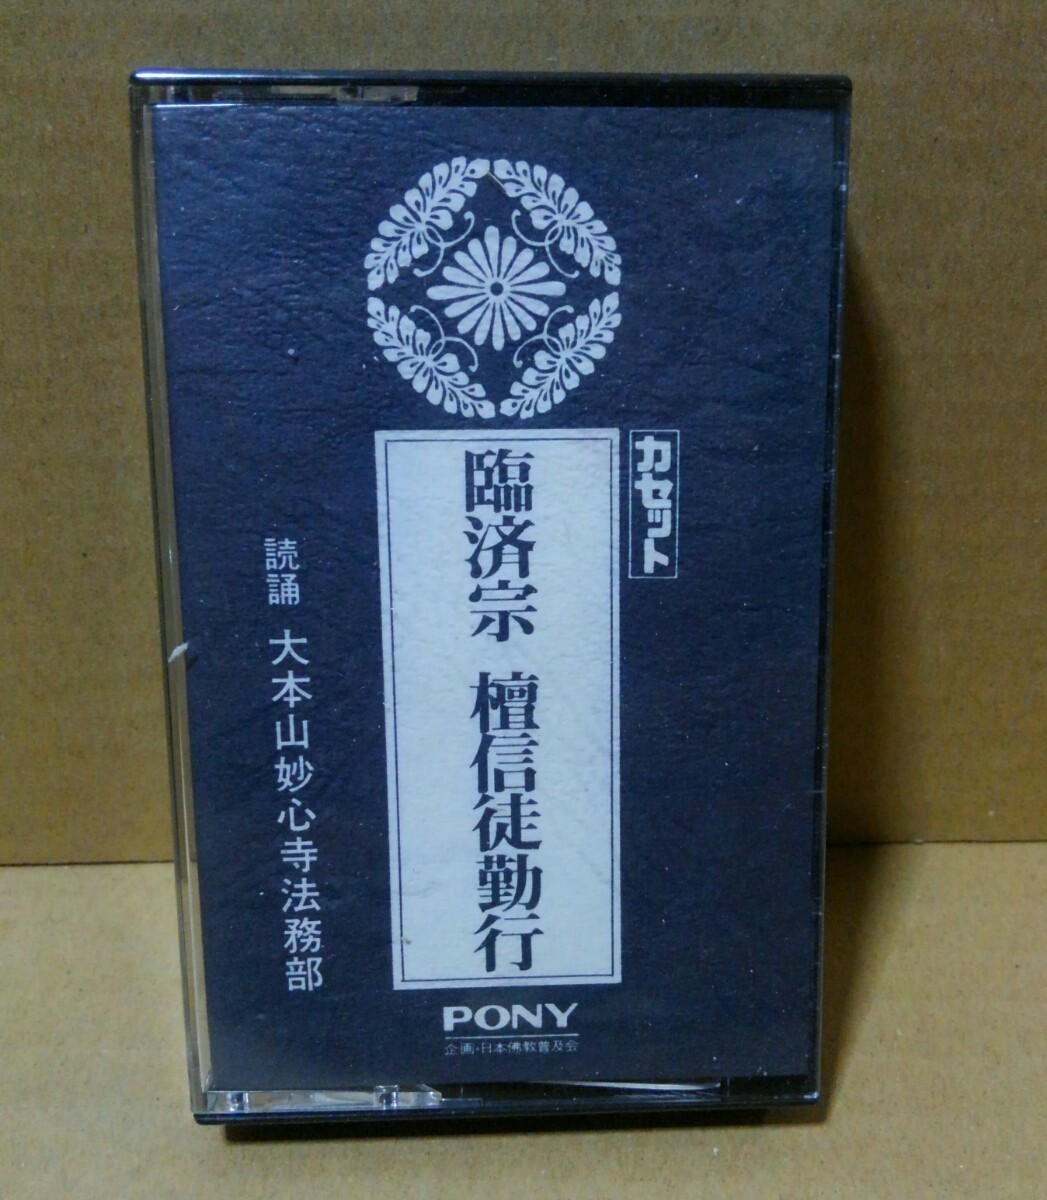 カセット
臨済宗 檀信徒勤行
読誦 大本山妙心寺法務部
PONY
企画・日本佛教普及会